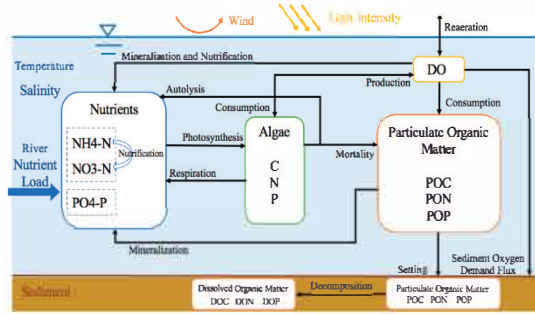 Wind
Light intensity
Reaeration
Mineralization and Nutrification
Temperature
DO
Production
Salinity
Nutrients
Autolysis
Consumption
Consumption
Algae
Particulate Organic
Matter
NH4-N
Nutrification
Photosynthesis
River
Nutrient
Load
NO3-N
Mortality
C
N
P
POC
PON
POP
Respiration
PO4-P
Mineralization
Setting
Sediment Oxygen
Demand Flux
Sediment
Dissolved Organic Matter
DOC DON DOP
Decomposition
Particulate Organic Matter
POC PON POP